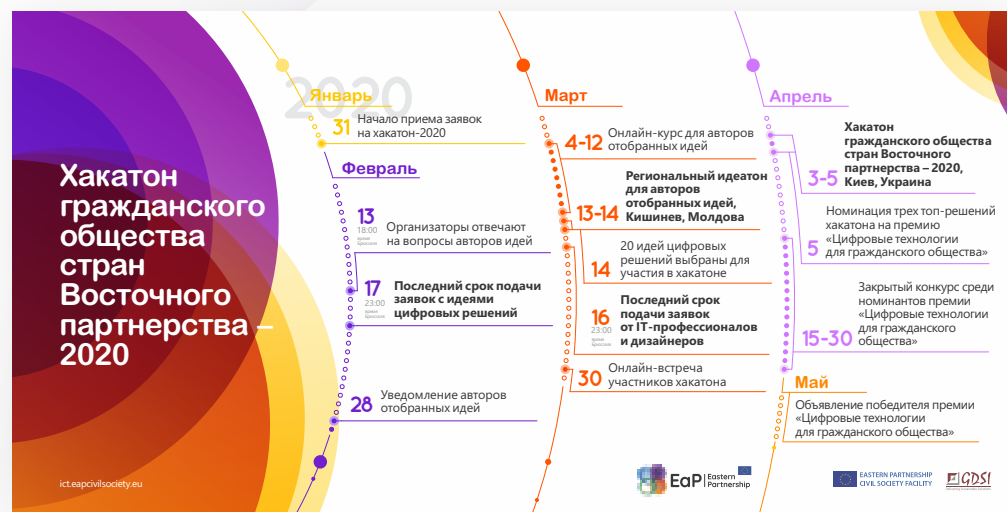 Хакатон
гражданского
общества
стран
Восточного
партнерства –
2020
ict.eapcivilsociety.eu
2020
Январь
31
Начало приема заявок
на хакатон-2020
Февраль
13
18:00
время
Брюсселя
Организаторы отвечают
на вопросы авторов идей
17
23:00
время
Брюсселя
Последний срок подачи
заявок с идеями
цифровых решений
28
Уведомление авторов
отобранных идей
Март
4-12
Онлайн-курс для авторов
отобранных идей
13-14
Региональный идеатон
для авторов
отобранных идей,
Кишинев, Молдова
14
20 идей цифровых
решений выбраны для
участия в хакатоне
16
23:00
время
Брюсселя
Последний срок
подачи заявок
от IT-профессионалов
и дизайнеров
30
Онлайн-встреча
участников хакатона
Апрель
3-5
Хакатон
гражданского общества
стран Восточного
партнерства – 2020,
Киев, Украина
5
Номинация трех топ-решений
хакатона на премию
«Цифровые технологии
для гражданского общества»
15-30
Закрытый конкурс среди
номинантов премии
«Цифровые технологии
для гражданского
общества»
Май
Объявление победителя премии
«Цифровые технологии
для гражданского общества»
EaP
Eastern
Partnership
EASTERN PARTNERSHIP
CIVIL SOCIETY FACILITY
GDSI